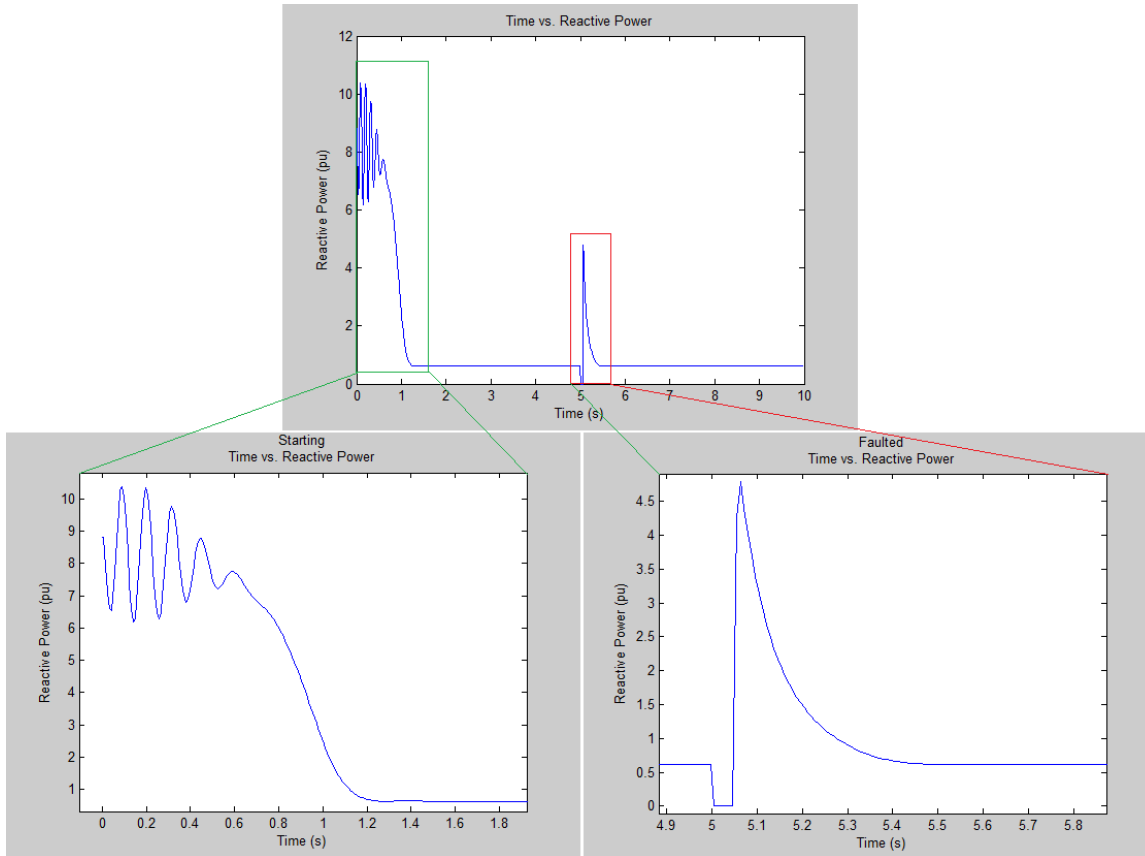 Time vs. Reactive Power
12
10
8
6
4
2
0
Reactive Power (pu)
0 1 2 3 4 5 6 7 8 9 10
Time (s)
Starting
Time vs. Reactive Power
10
9
8
7
6
5
4
3
2
1
Reactive Power (pu)
0 0.2 0.4 0.6 0.8 1 1.2 1.4 1.6 1.8
Time (s)
Faulted
Time vs. Reactive Power
4.5
4
3.5
3
2.5
2
1.5
1
0.5
0
Reactive Power (pu)
4.9 5 5.1 5.2 5.3 5.4 5.5 5.6 5.7 5.8
Time (s)